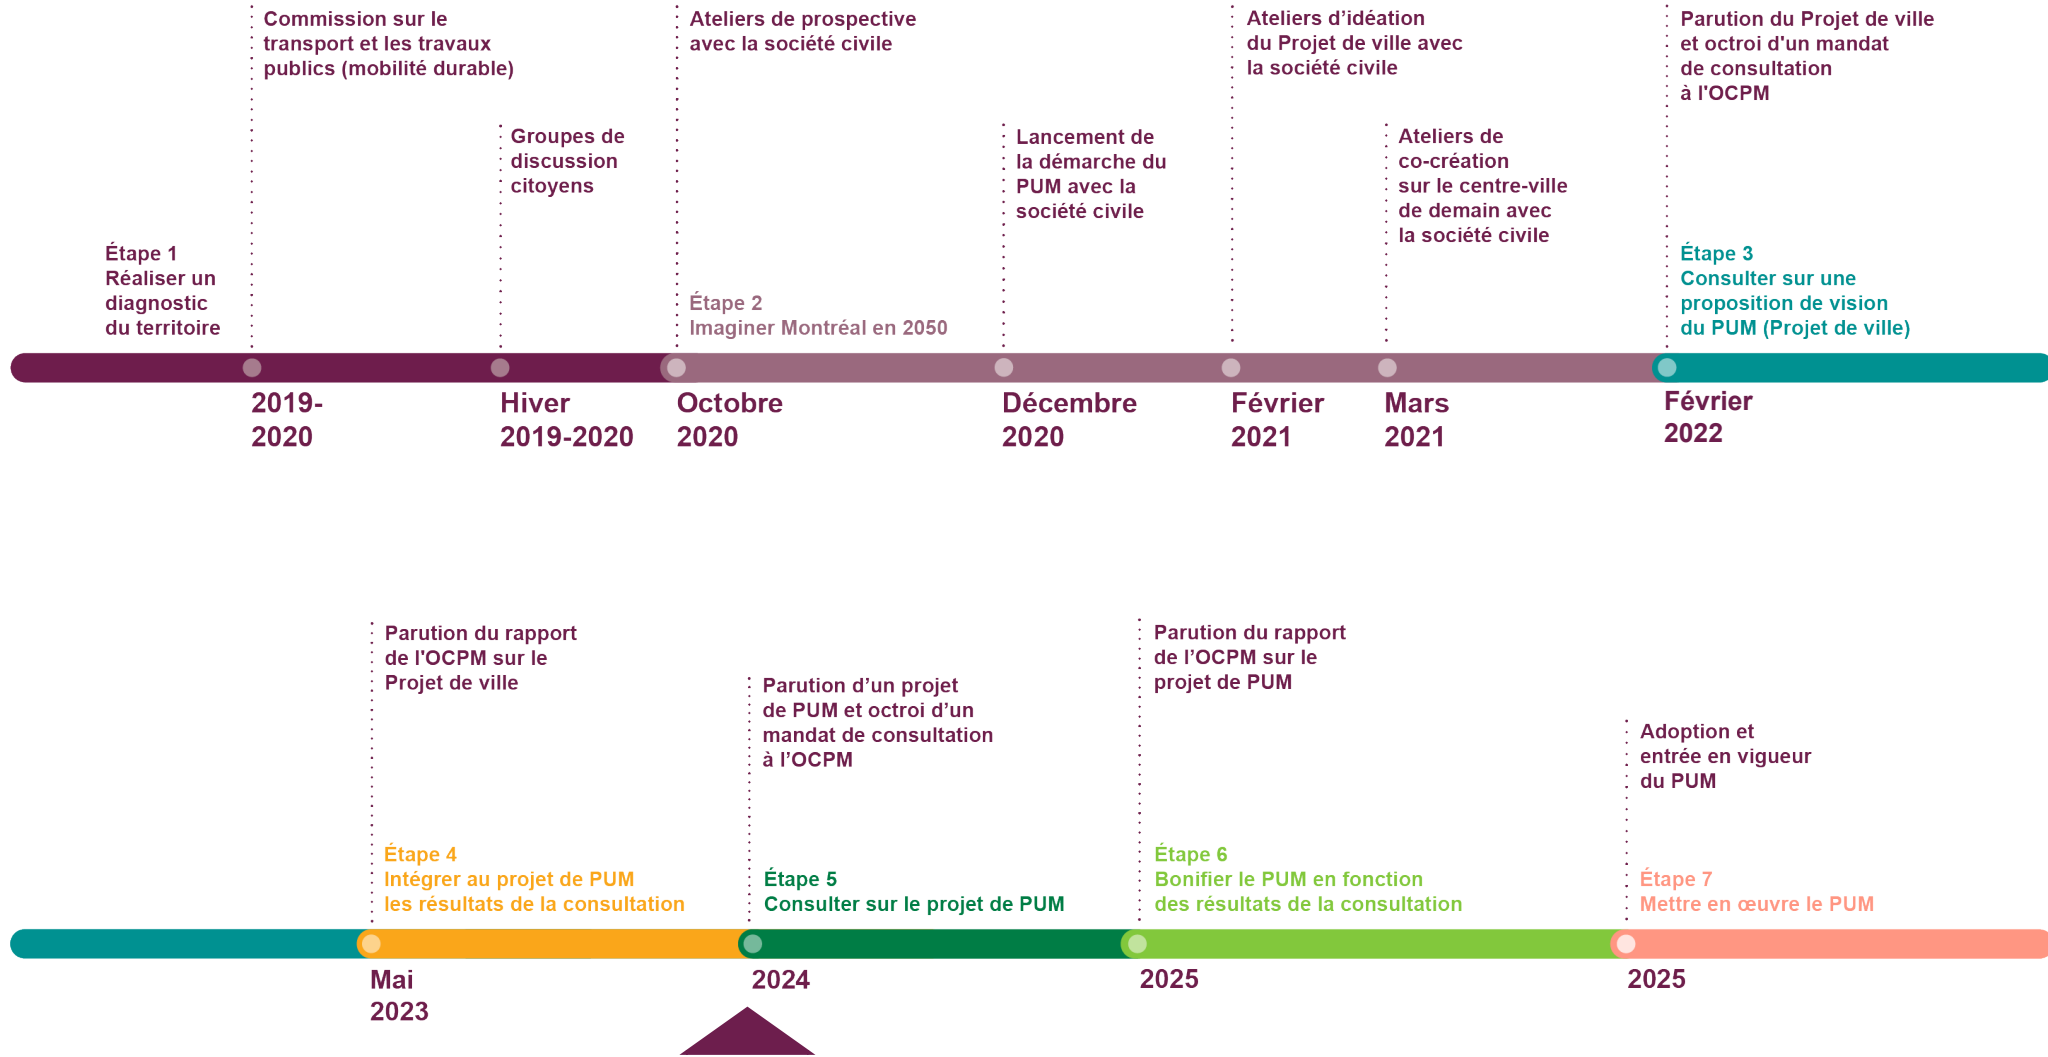 Commission sur le
transport et les travaux
publics (mobilité durable)
Ateliers de prospective
avec la société civile
Ateliers d’idéation
du Projet de ville avec
la société civile
Parution du Projet de ville
et octroi d'un mandat
de consultation
à l'OCPM
Groupes de
discussion
citoyens
Lancement de
la démarche du
PUM avec la
société civile
Ateliers de
co-création
sur le centre-ville
de demain avec
la société civile
Étape 1
Réaliser un
diagnostic
du territoire
Étape 2
Imaginer Montréal en 2050
Étape 3
Consulter sur une
proposition de vision
du PUM (Projet de ville)
2019-
2020
Hiver
2019-2020
Octobre
2020
Décembre
2020
Février
2021
Mars
2021
Février
2022
Parution du rapport
de l'OCPM sur le
Projet de ville
Parution d’un projet
de PUM et octroi d’un
mandat de consultation
à l’OCPM
Parution du rapport
de l’OCPM sur le
projet de PUM
Adoption et
entrée en vigueur
du PUM
Étape 4
Intégrer au projet de PUM
les résultats de la consultation
Étape 5
Consulter sur le projet de PUM
Étape 6
Bonifier le PUM en fonction
des résultats de la consultation
Étape 7
Mettre en œuvre le PUM
Mai
2023
2024
2025
2025